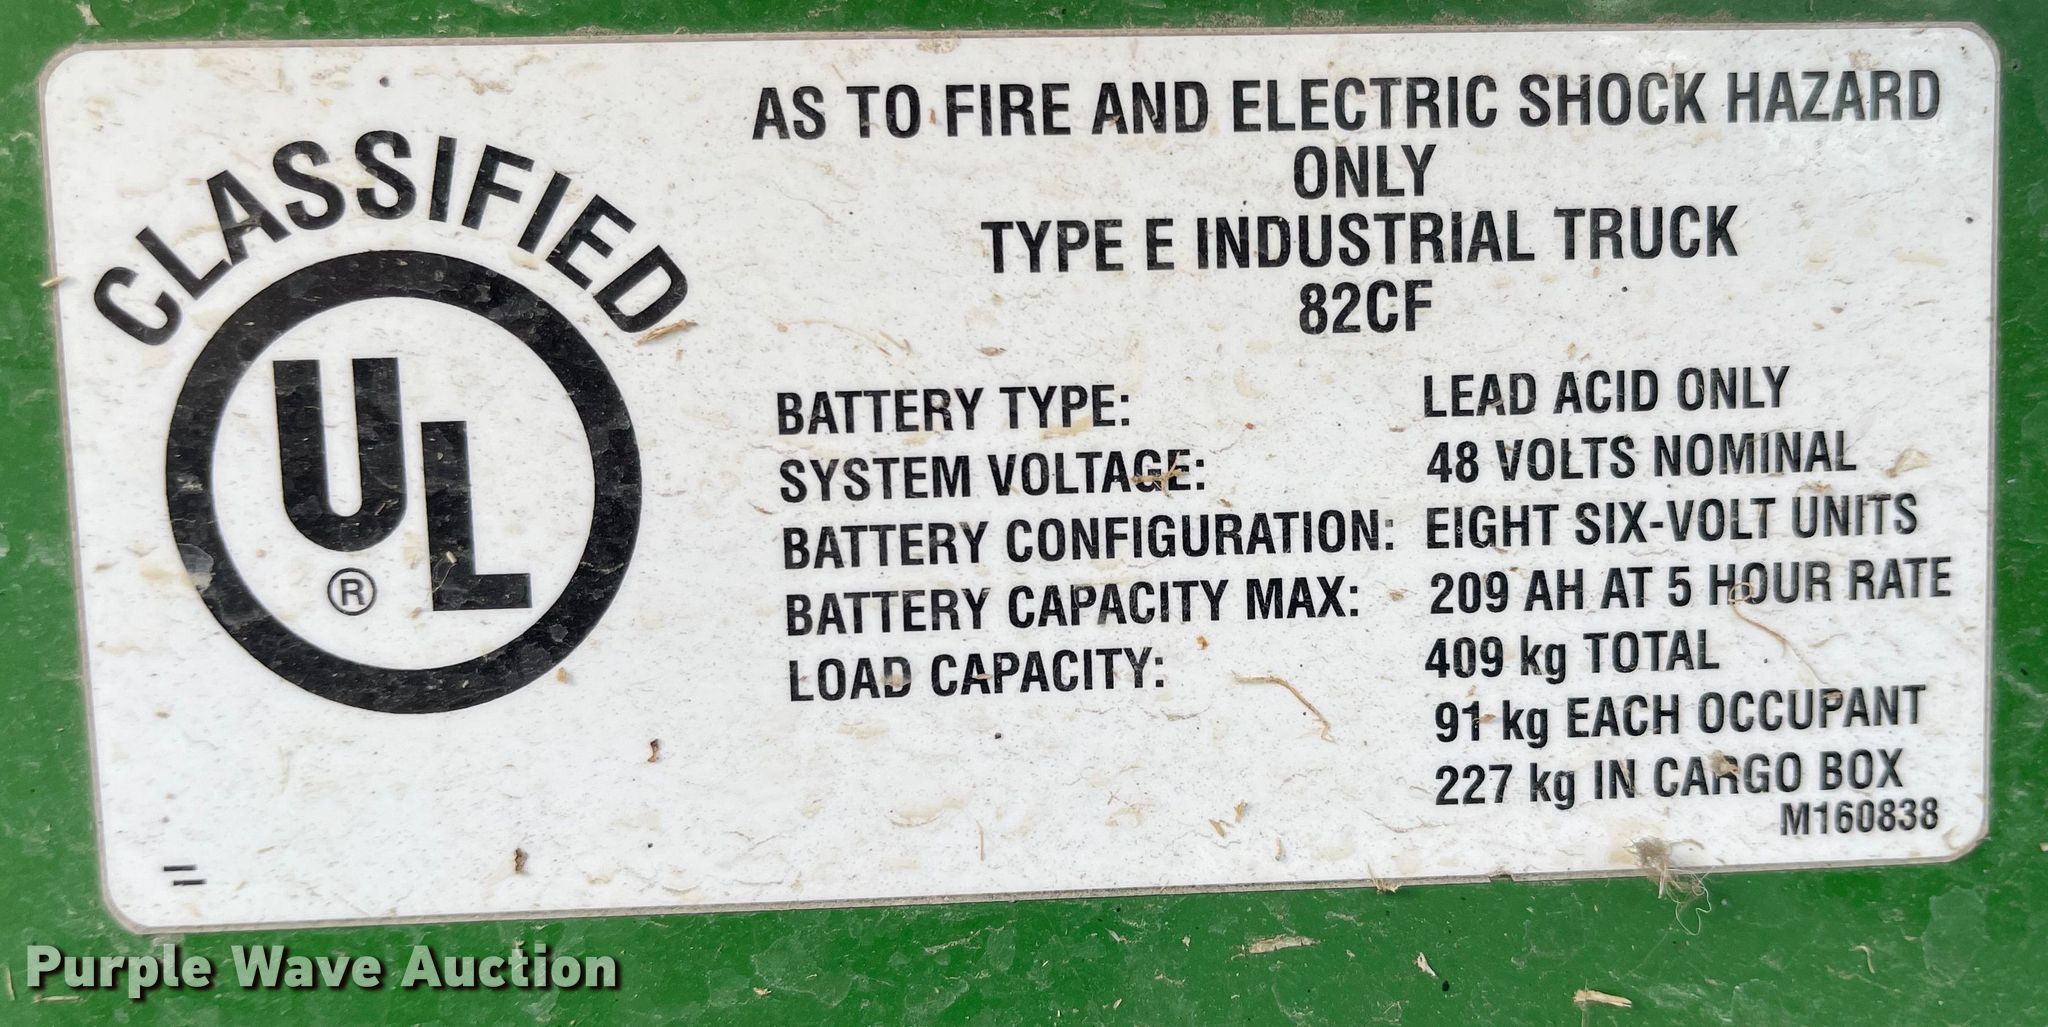 CLASSIFIED
UL
®
AS TO FIRE AND ELECTRIC SHOCK HAZARD
ONLY
TYPE E INDUSTRIAL TRUCK
82CF
BATTERY TYPE: LEAD ACID ONLY
SYSTEM VOLTAGE: 48 VOLTS NOMINAL
BATTERY CONFIGURATION: EIGHT SIX-VOLT UNITS
BATTERY CAPACITY MAX: 209 AH AT 5 HOUR RATE
LOAD CAPACITY: 409 kg TOTAL
91 kg EACH OCCUPANT
227 kg IN CARGO BOX
M160838
Purple Wave Auction